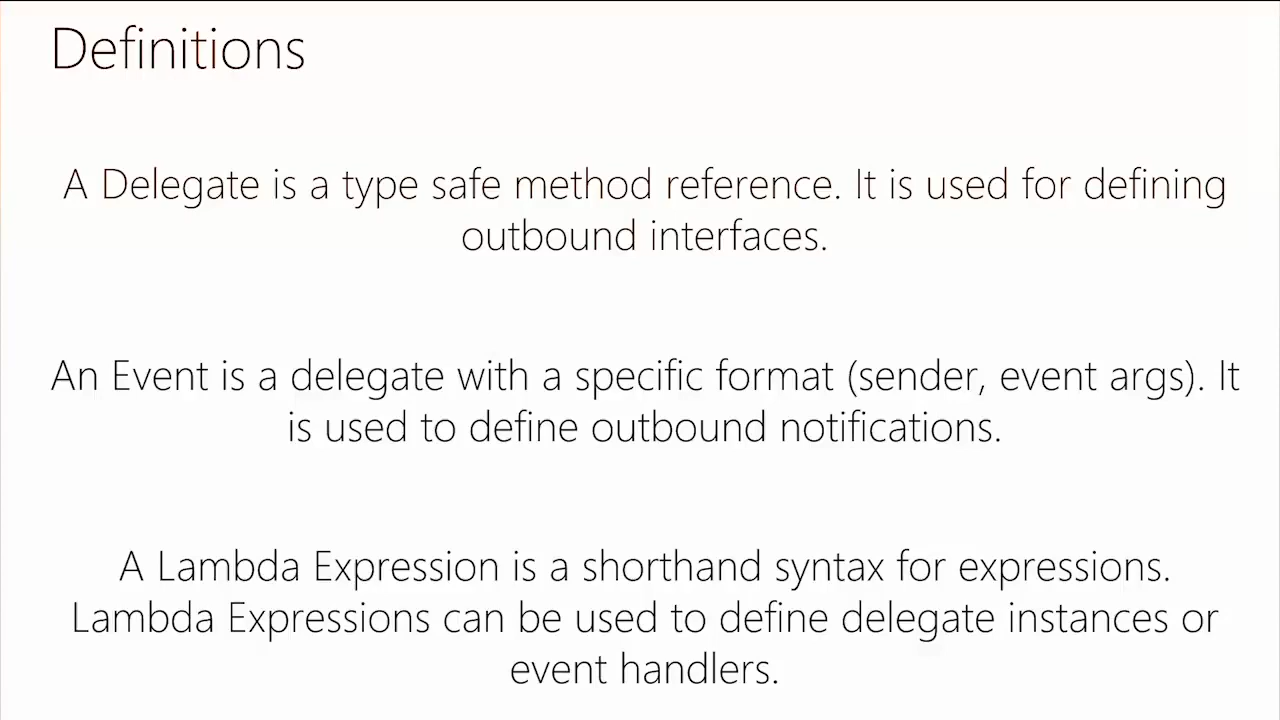 Definitions
A Delegate is a type safe method reference. It is used for defining
outbound interfaces.
An Event is a delegate with a specific format (sender, event args). It
is used to define outbound notifications.
A Lambda Expression is a shorthand syntax for expressions.
Lambda Expressions can be used to define delegate instances or
event handlers.